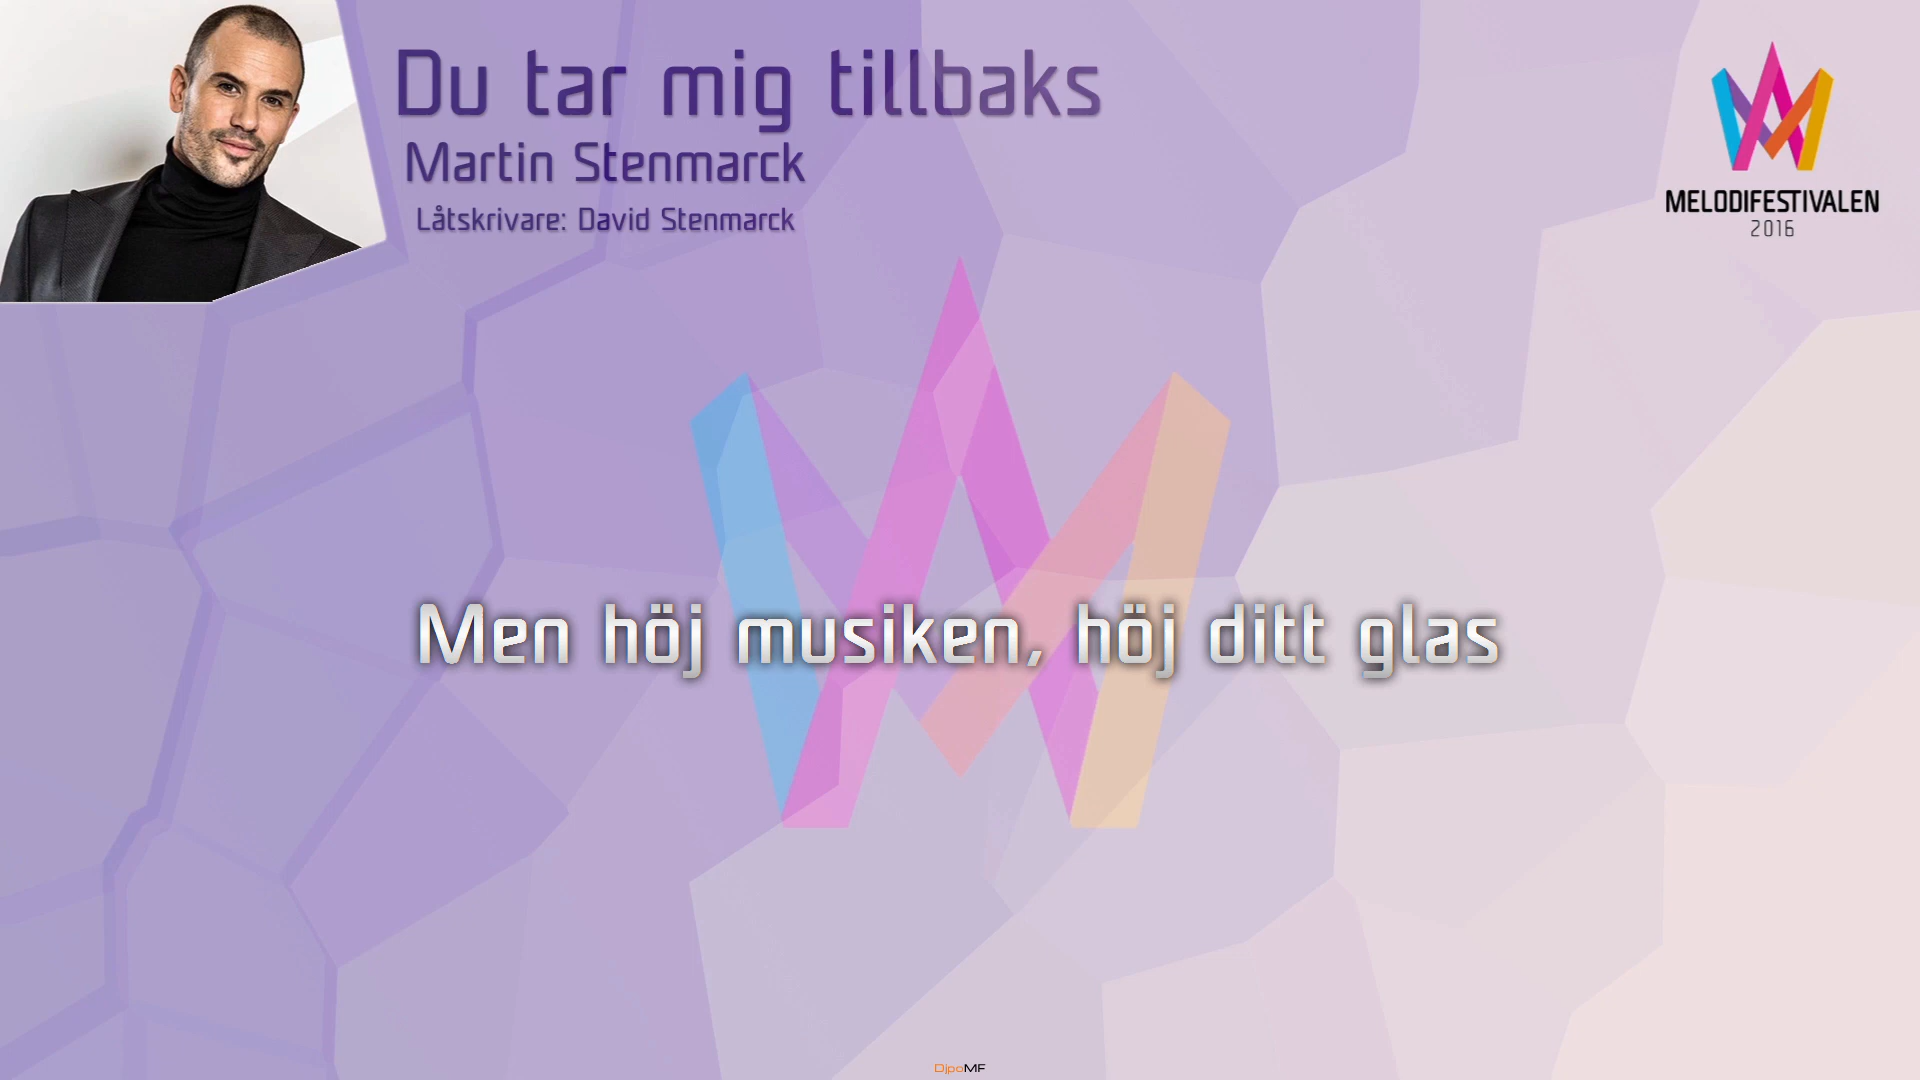 Du tar mig tillbaks
Martin Stenmarck
Låtskrivare: David Stenmarck
MELODIFESTIVALEN
2016
Men höj musiken, höj ditt glas
DjpoMF